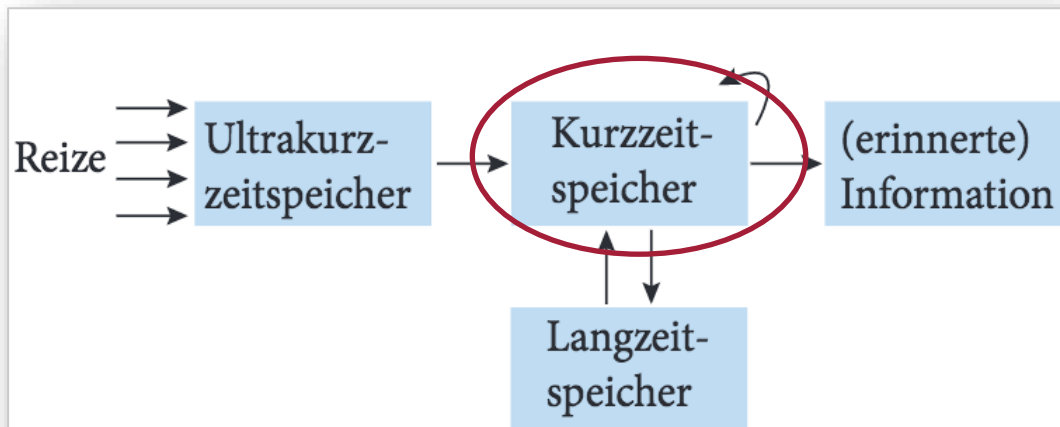 Reize
Ultrakurz-
zeitspeicher
Kurzzeit-
speicher
(erinnerte)
Information
Langzeit-
speicher